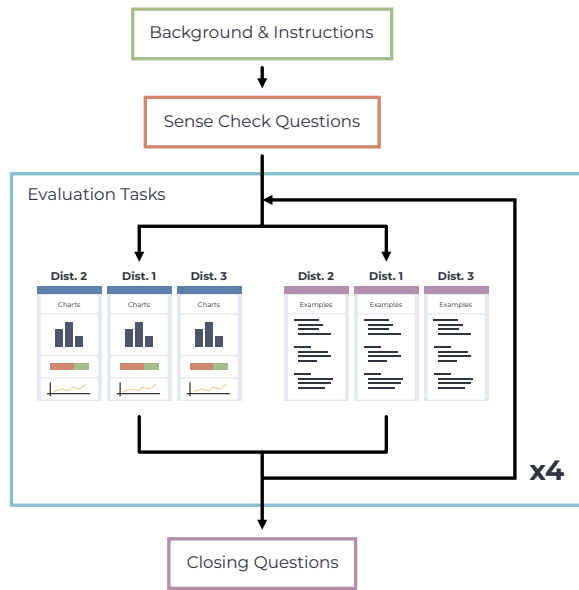 Background & Instructions
Sense Check Questions
Evaluation Tasks
Dist. 2 Dist. 1 Dist. 3
Charts Charts Charts
Dist. 2 Dist. 1 Dist. 3
Examples Examples Examples
x4
Closing Questions